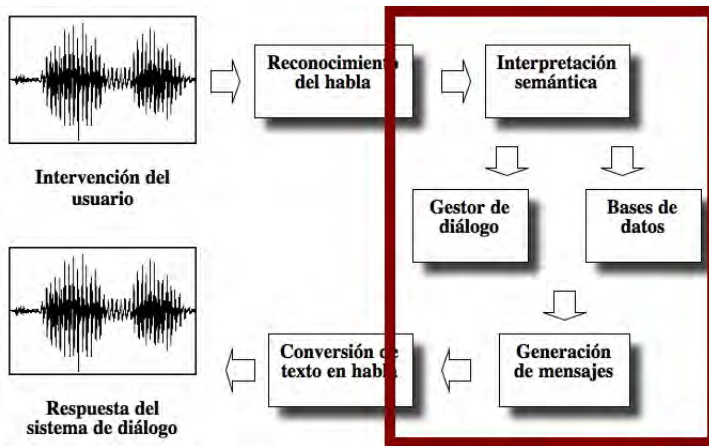 Reconocimiento
del habla
Interpretación
semántica
Intervención del
usuario
Gestor de
diálogo
Bases de
datos
Conversión de
texto en habla
Generación
de mensajes
Respuesta del
sistema de diálogo